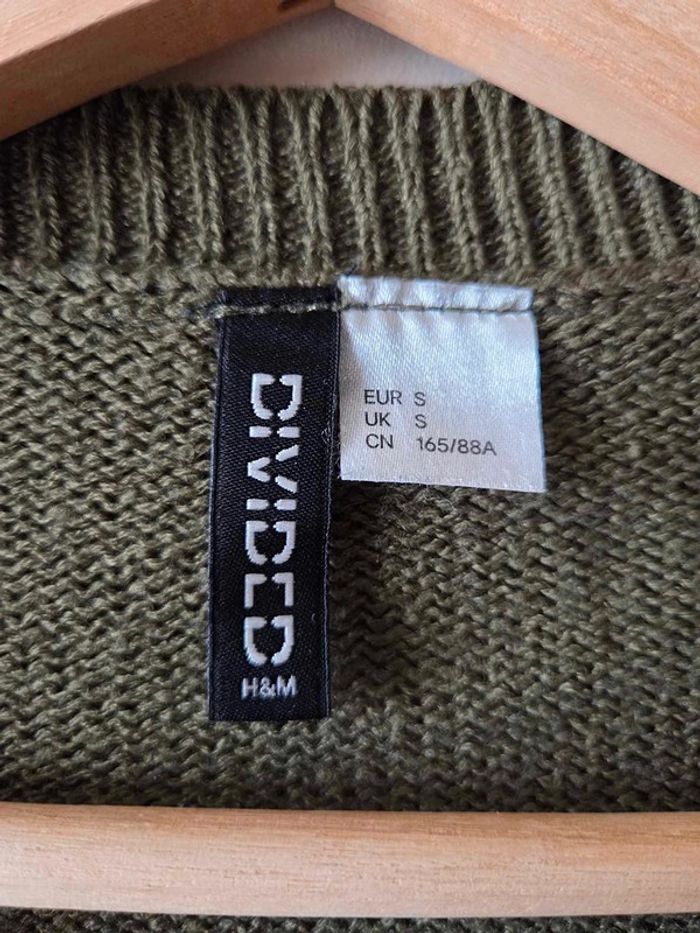 DIVIDED
H&M
EUR S
UK S
CN 165/88A